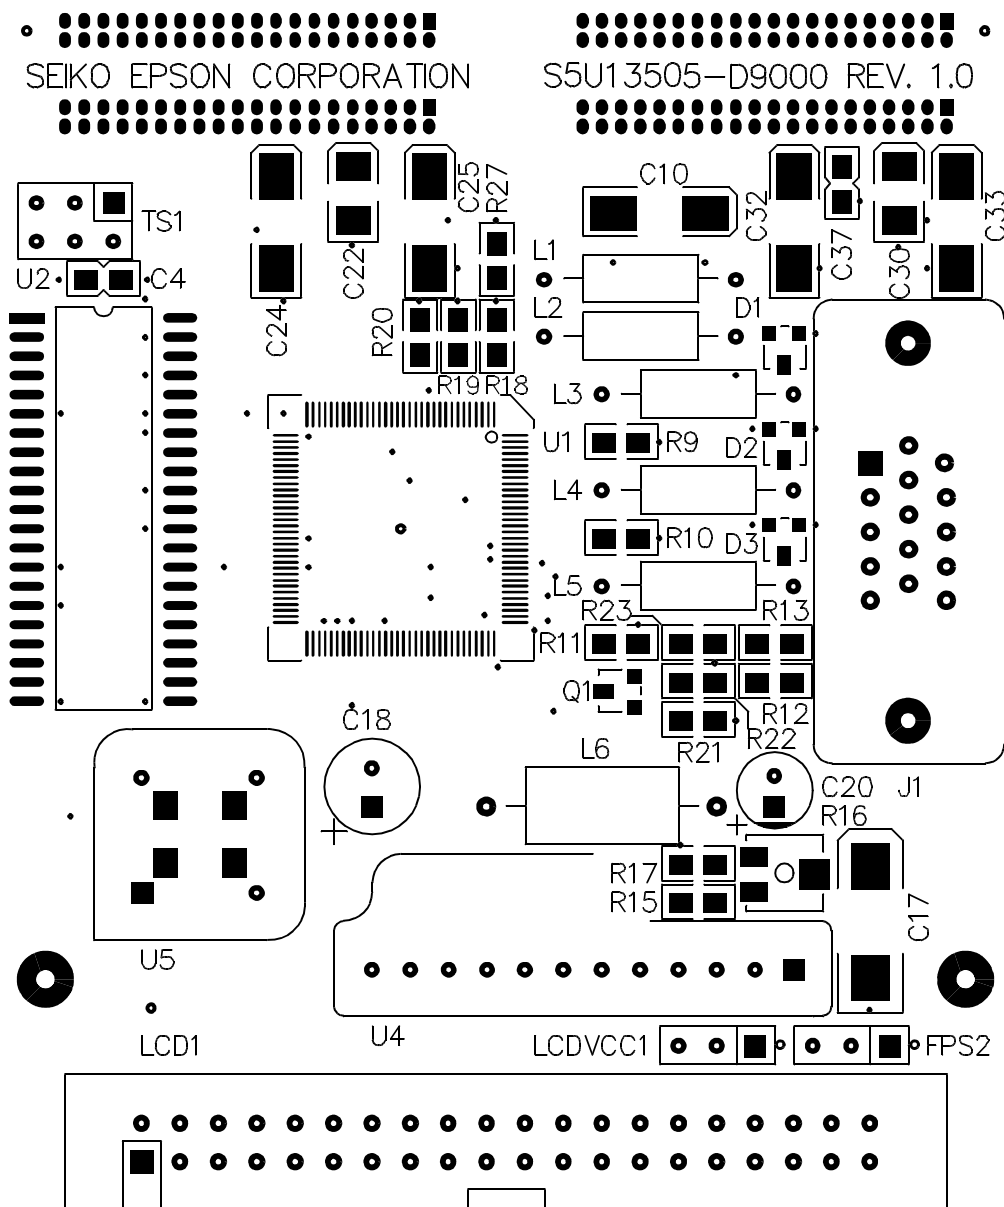 SEIKO EPSON CORPORATION
S5U13505-D9000 REV. 1.0
C25
R27
C10
C32
C37
C30
C33
TS1
U2
C4
C22
C24
L1
L2
D1
R20
R19
R18
L3
U1
R9
D2
L4
R10
D3
L5
R23
R13
R11
Q1
R12
R21
R22
C18
L6
C20
J1
R16
R17
R15
C17
U5
U4
LCD1
LCDVCC1
FPS2